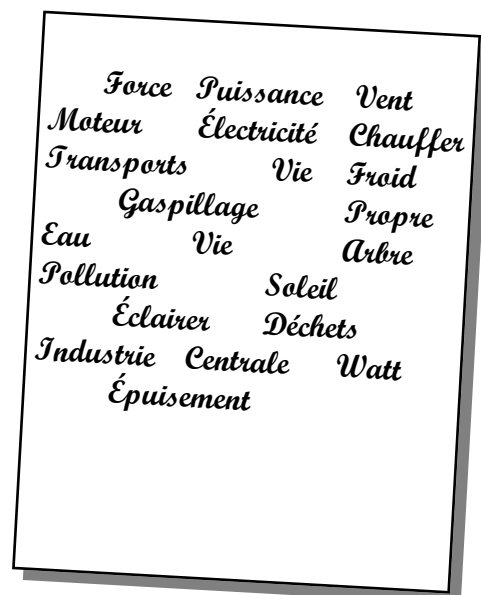 Force Puissance Vent
Moteur Électricité Chauffer
Transports Vie Froid
Gaspillage Propre
Eau Vie Arbre
Pollution Soleil
Éclairer Déchets
Industrie Centrale Watt
Épuisement